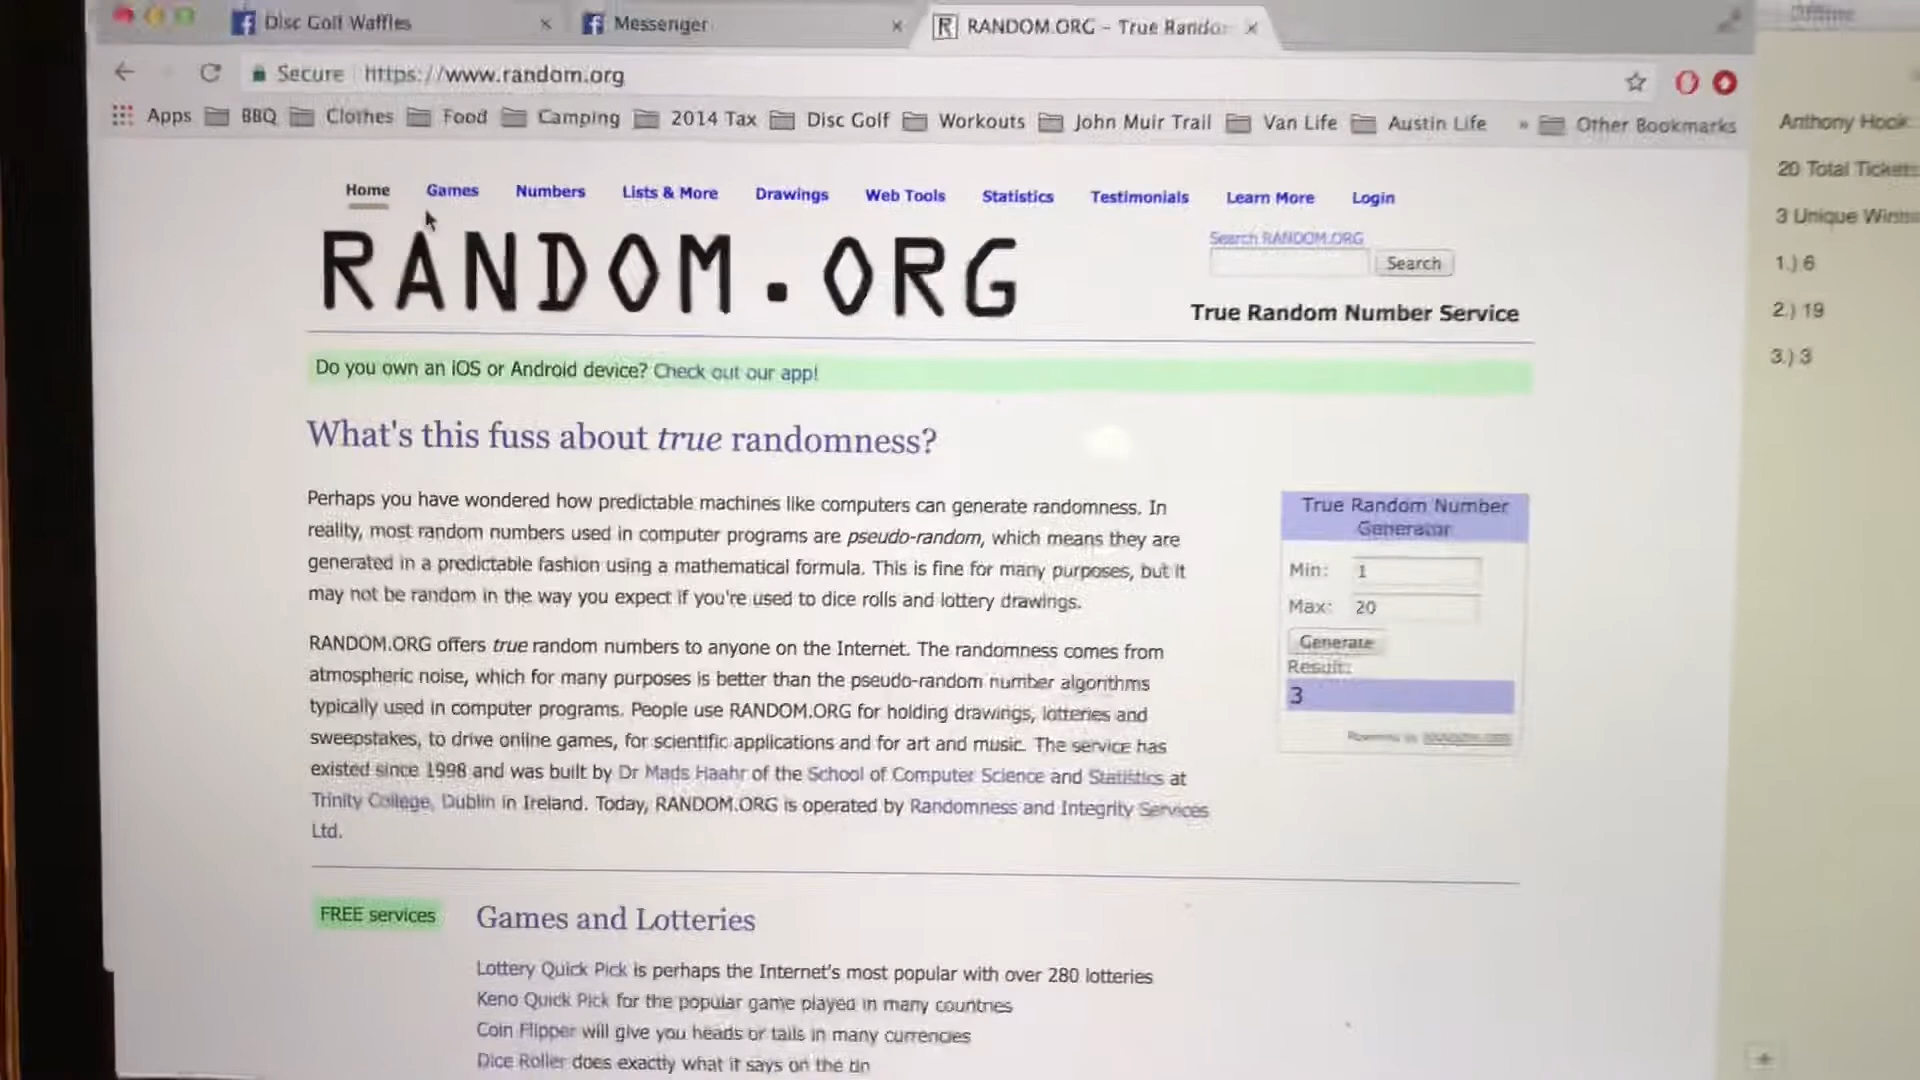 Disc Golf Waffles
Messenger
RANDOM.ORG - True Rando
Offline
Secure https://www.random.org
Apps BBQ Clothes Food Camping 2014 Tax Disc Golf Workouts John Muir Trail Van Life Austin Life » Other Bookmarks
Home Games Numbers Lists & More Drawings Web Tools Statistics Testimonials Learn More Login
RANDOM.ORG
Search RANDOM.ORG
Search
True Random Number Service
Do you own an iOS or Android device? Check out our app!
What's this fuss about true randomness?
Perhaps you have wondered how predictable machines like computers can generate randomness. In
reality, most random numbers used in computer programs are pseudo-random, which means they are
generated in a predictable fashion using a mathematical formula. This is fine for many purposes, but it
may not be random in the way you expect if you're used to dice rolls and lottery drawings.
RANDOM.ORG offers true random numbers to anyone on the Internet. The randomness comes from
atmospheric noise, which for many purposes is better than the pseudo-random number algorithms
typically used in computer programs. People use RANDOM.ORG for holding drawings, lotteries and
sweepstakes, to drive online games, for scientific applications and for art and music. The service has
existed since 1998 and was built by Dr Mads Haahr of the School of Computer Science and Statistics at
Trinity College, Dublin in Ireland. Today, RANDOM.ORG is operated by Randomness and Integrity Services
Ltd.
True Random Number
Generator
Min: 1
Max: 20
Generate
Result:
3
Powered by RANDOM.ORG
FREE services
Games and Lotteries
Lottery Quick Pick is perhaps the Internet's most popular with over 280 lotteries
Keno Quick Pick for the popular game played in many countries
Coin Flipper will give you heads or tails in many currencies
Dice Roller does exactly what it says on the tin
Anthony
20 Total Tickets
3 Unique
1.) 6
2.) 19
3.) 3